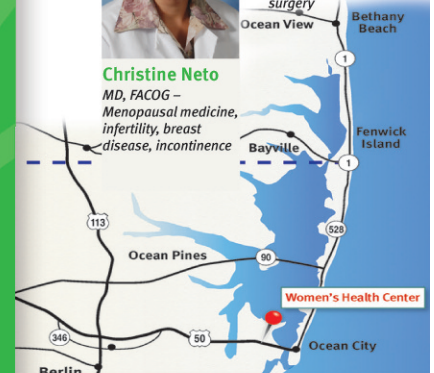 surgery
Ocean View
Bethany
Beach
1
Christine Neto
MD, FACOG –
Menopausal medicine,
infertility, breast
disease, incontinence
Bayville
Fenwick
Island
1
113
528
Ocean Pines
90
Women's Health Center
346
50
Ocean City
Berlin